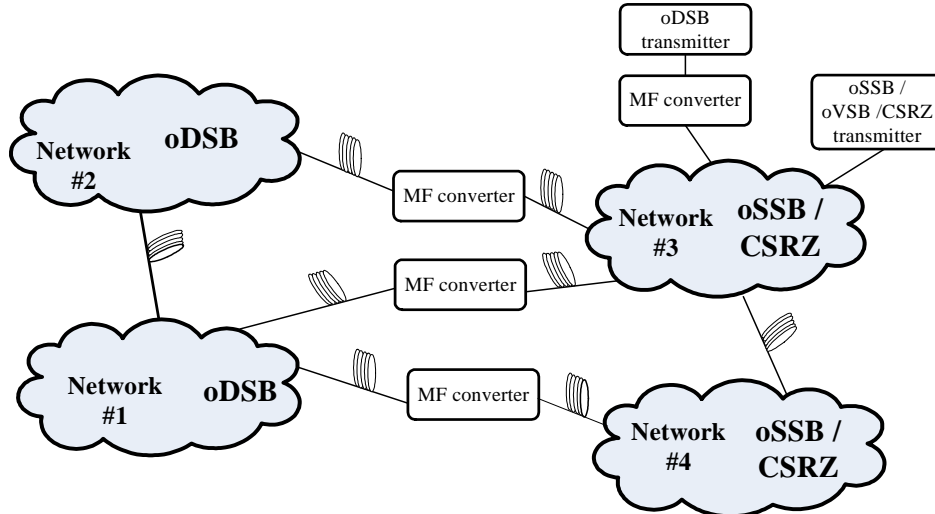 oDSB
transmitter
MF converter
oSSB /
oVSB /CSRZ
transmitter
Network
#2
oDSB
MF converter
Network
#3
oSSB /
CSRZ
MF converter
Network
#1
oDSB
MF converter
Network
#4
oSSB /
CSRZ